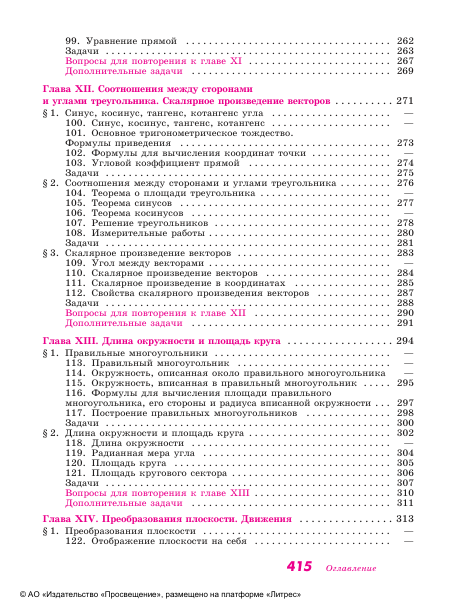 99. Уравнение прямой . . . . . . . . . . . . . . . . . . . . . . . . . . . . . . . 262
Задачи . . . . . . . . . . . . . . . . . . . . . . . . . . . . . . . . . . . . . . . . . . 263
Вопросы для повторения к главе XI . . . . . . . . . . . . . . . . . . . . . 267
Дополнительные задачи . . . . . . . . . . . . . . . . . . . . . . . . . . . . . . 269
Глава XII. Соотношения между сторонами
и углами треугольника. Скалярное произведение векторов . . . . . . . . . . 271
§ 1. Синус, косинус, тангенс, котангенс угла . . . . . . . . . . . . . . . . . —
100. Синус, косинус, тангенс, котангенс . . . . . . . . . . . . . . . . . . —
101. Основное тригонометрическое тождество.
Формулы приведения . . . . . . . . . . . . . . . . . . . . . . . . . . . . . . . . 273
102. Формулы для вычисления координат точки . . . . . . . . . . . . —
103. Угловой коэффициент прямой . . . . . . . . . . . . . . . . . . . . . . 274
Задачи . . . . . . . . . . . . . . . . . . . . . . . . . . . . . . . . . . . . . . . . . . 275
§ 2. Соотношения между сторонами и углами треугольника . . . . . . . . . 276
104. Теорема о площади треугольника . . . . . . . . . . . . . . . . . . . . —
105. Теорема синусов . . . . . . . . . . . . . . . . . . . . . . . . . . . . . . . . 277
106. Теорема косинусов . . . . . . . . . . . . . . . . . . . . . . . . . . . . . . —
107. Решение треугольников . . . . . . . . . . . . . . . . . . . . . . . . . . . 278
108. Измерительные работы . . . . . . . . . . . . . . . . . . . . . . . . . . . . 280
Задачи . . . . . . . . . . . . . . . . . . . . . . . . . . . . . . . . . . . . . . . . . . 281
§ 3. Скалярное произведение векторов . . . . . . . . . . . . . . . . . . . . . . . 283
109. Угол между векторами . . . . . . . . . . . . . . . . . . . . . . . . . . . . —
110. Скалярное произведение векторов . . . . . . . . . . . . . . . . . . . 284
111. Скалярное произведение в координатах . . . . . . . . . . . . . . . 285
112. Свойства скалярного произведения векторов . . . . . . . . . . . 287
Задачи . . . . . . . . . . . . . . . . . . . . . . . . . . . . . . . . . . . . . . . . . . 288
Вопросы для повторения к главе XII . . . . . . . . . . . . . . . . . . . . . 290
Дополнительные задачи . . . . . . . . . . . . . . . . . . . . . . . . . . . . . . 291
Глава XIII. Длина окружности и площадь круга . . . . . . . . . . . . . . . . 294
§ 1. Правильные многоугольники . . . . . . . . . . . . . . . . . . . . . . . . . . —
113. Правильный многоугольник . . . . . . . . . . . . . . . . . . . . . . . —
114. Окружность, описанная около правильного многоугольника —
115. Окружность, вписанная в правильный многоугольник . . . . . 295
116. Формулы для вычисления площади правильного
многоугольника, его стороны и радиуса вписанной окружности . . . 297
117. Построение правильных многоугольников . . . . . . . . . . . . . 298
Задачи . . . . . . . . . . . . . . . . . . . . . . . . . . . . . . . . . . . . . . . . . . 300
§ 2. Длина окружности и площадь круга . . . . . . . . . . . . . . . . . . . . . . 302
118. Длина окружности . . . . . . . . . . . . . . . . . . . . . . . . . . . . . . —
119. Радианная мера угла . . . . . . . . . . . . . . . . . . . . . . . . . . . . . 304
120. Площадь круга . . . . . . . . . . . . . . . . . . . . . . . . . . . . . . . . . 305
121. Площадь кругового сектора . . . . . . . . . . . . . . . . . . . . . . . . 306
Задачи . . . . . . . . . . . . . . . . . . . . . . . . . . . . . . . . . . . . . . . . . . 307
Вопросы для повторения к главе XIII . . . . . . . . . . . . . . . . . . . . 310
Дополнительные задачи . . . . . . . . . . . . . . . . . . . . . . . . . . . . . . 311
Глава XIV. Преобразования плоскости. Движения . . . . . . . . . . . . . . 313
§ 1. Преобразования плоскости . . . . . . . . . . . . . . . . . . . . . . . . . . . . —
122. Отображение плоскости на себя . . . . . . . . . . . . . . . . . . . . . —
415 Оглавление
© АО «Издательство «Просвещение», размещено на платформе «Литрес»